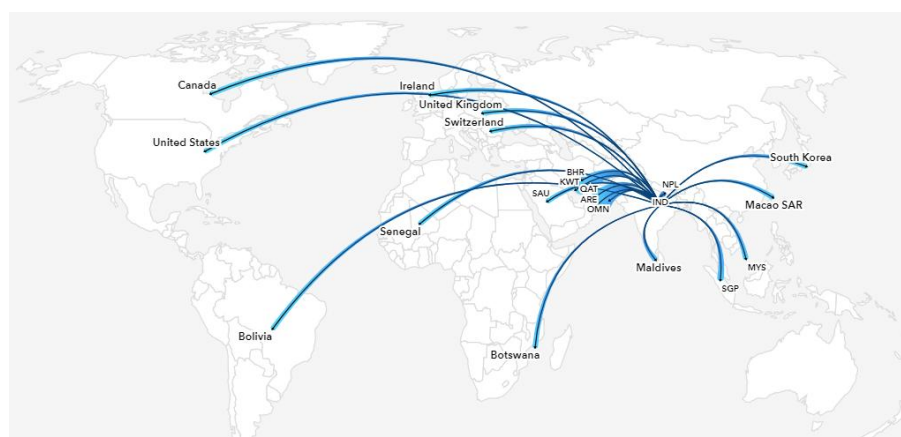 Canada
Ireland
United Kingdom
Switzerland
United States
South Korea
BHR
KWT
QAT
NPL
SAU
ARE
IND
OMN
Macao SAR
Senegal
Maldives
MYS
SGP
Bolivia
Botswana